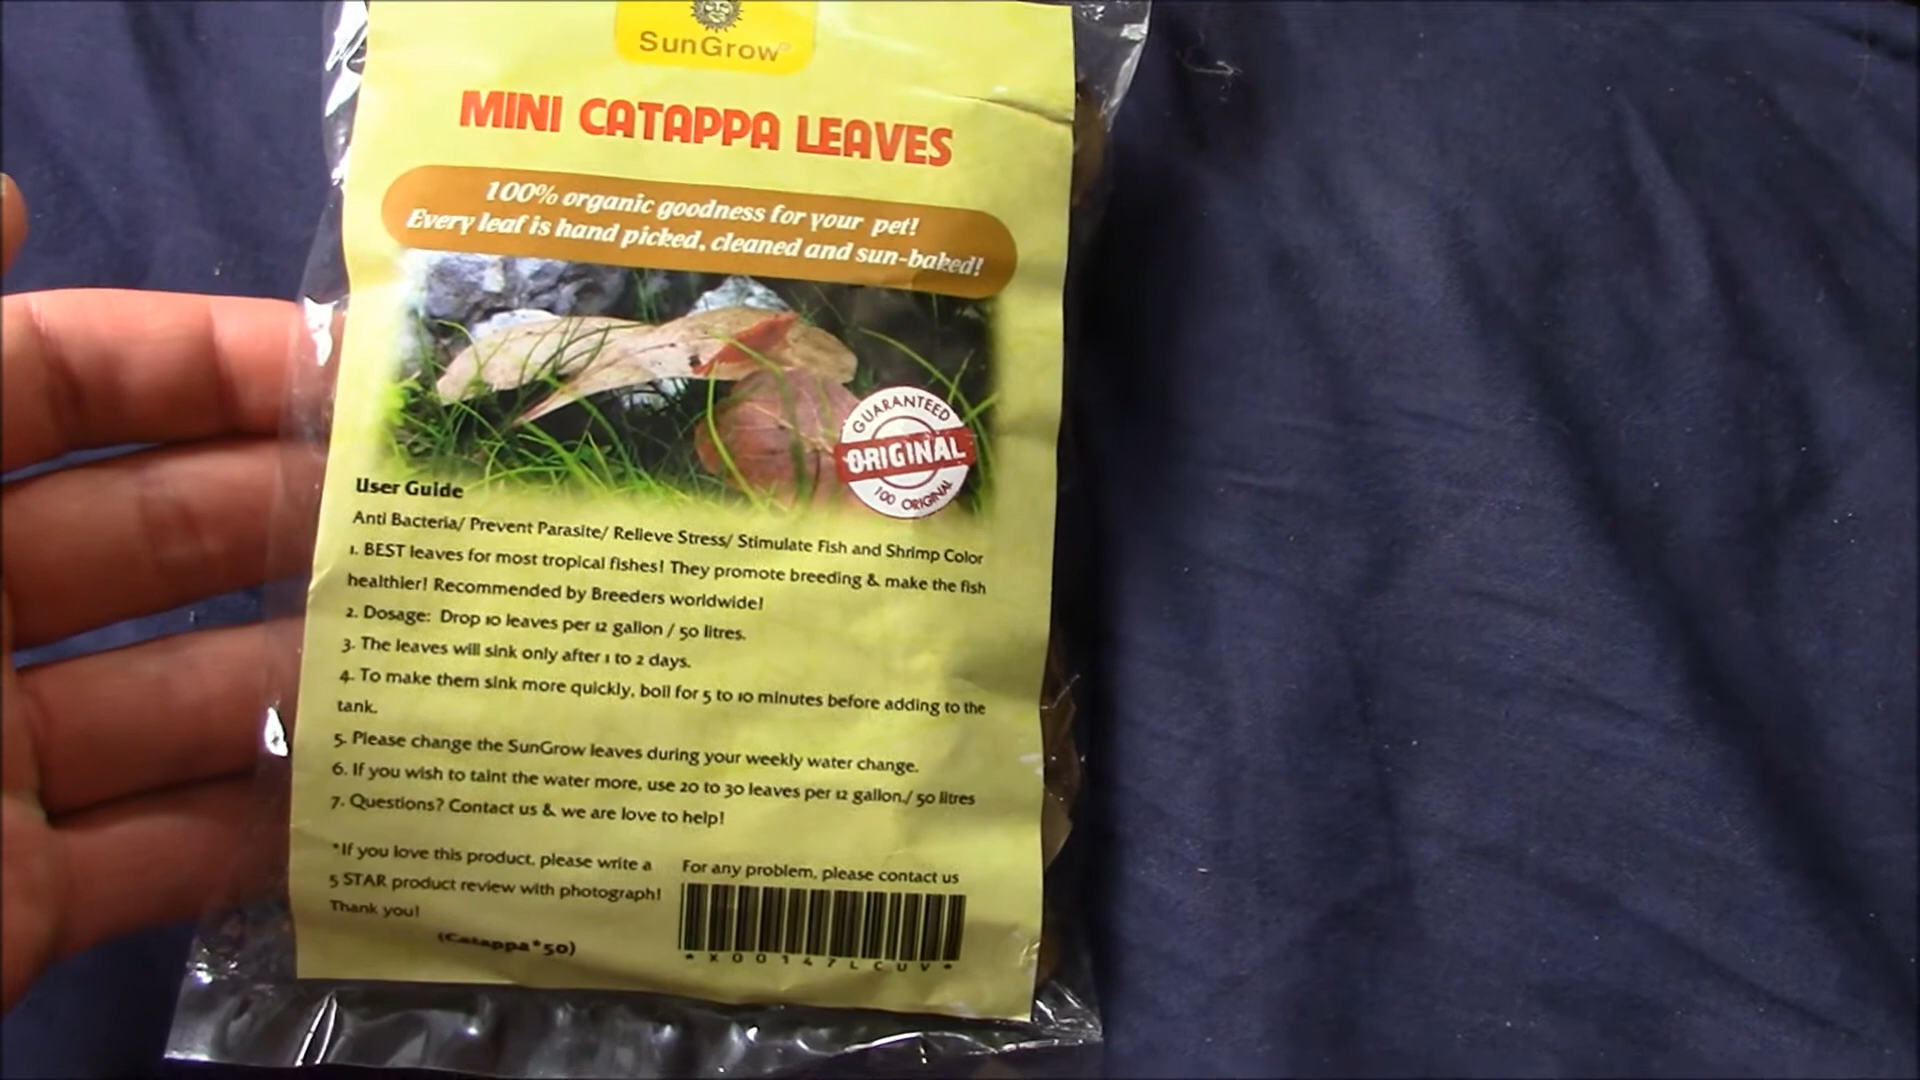 SunGrow
MINI CATAPPA LEAVES
100% organic goodness for your pet!
Every leaf is hand picked, cleaned and sun-baked!
GUARANTEED
ORIGINAL
100 ORIGINAL
User Guide
Anti Bacteria/ Prevent Parasite/ Relieve Stress/ Stimulate Fish and Shrimp Color
1. BEST leaves for most tropical fishes! They promote breeding & make the fish
healthier! Recommended by Breeders worldwide!
2. Dosage: Drop 10 leaves per 12 gallon / 50 litres.
3. The leaves will sink only after 1 to 2 days.
4. To make them sink more quickly, boil for 5 to 10 minutes before adding to the
tank.
5. Please change the SunGrow leaves during your weekly water change.
6. If you wish to taint the water more, use 20 to 30 leaves per 12 gallon./ 50 litres
7. Questions? Contact us & we are love to help!
*If you love this product, please write a
5 STAR product review with photograph!
Thank you!
(Catappa*50)
For any problem, please contact us
* X 0 0 1 4 7 L C U V *